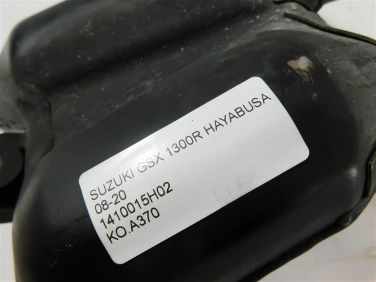 SUZUKI GSX 1300R HAYABUSA
08-20
1410015H02
KO.A370